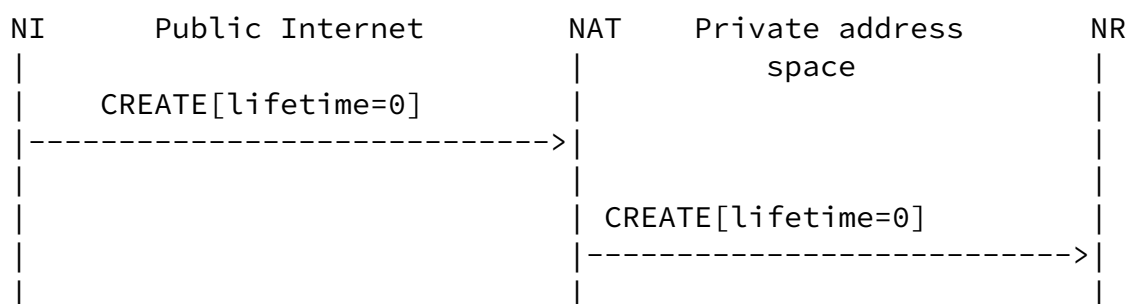 NI Public Internet NAT Private address NR
space
CREATE[lifetime=0]
CREATE[lifetime=0]